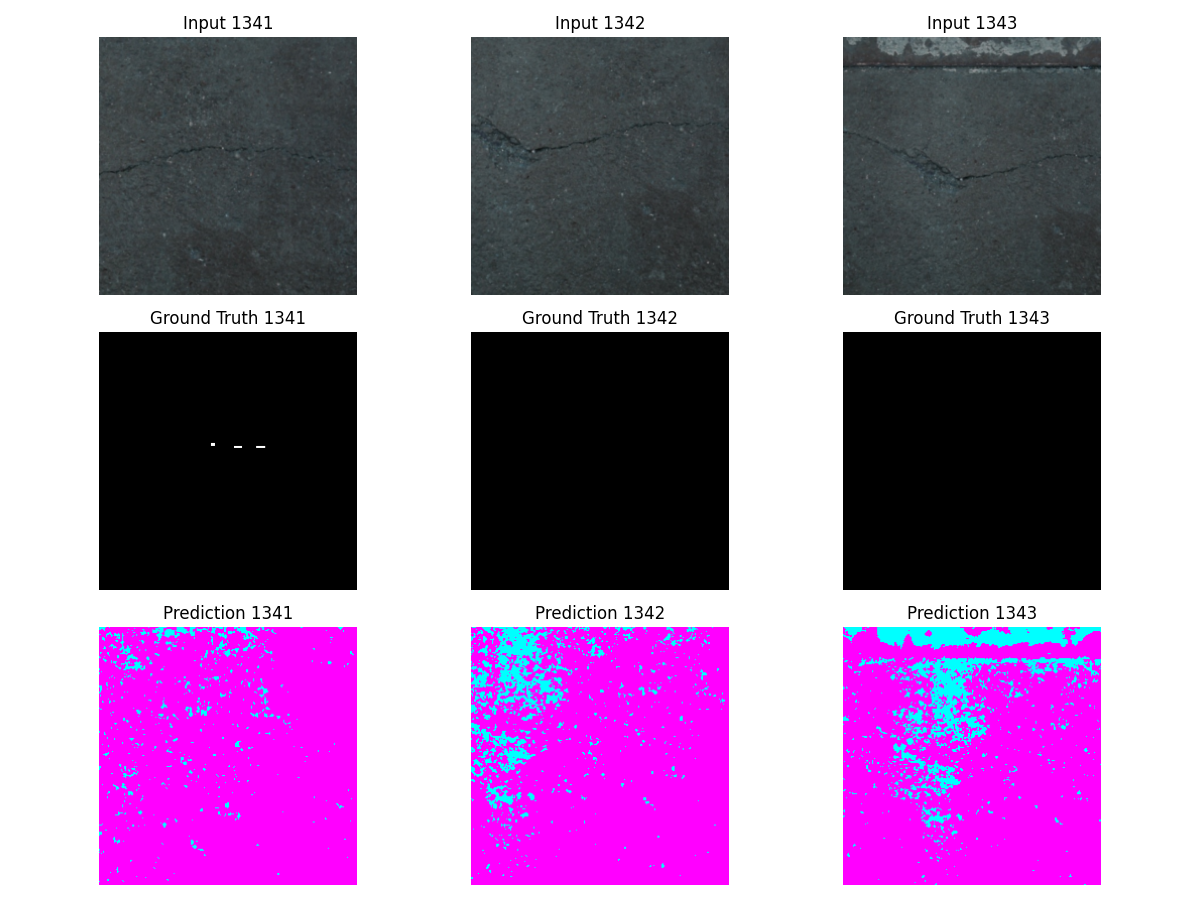 Input 1341
Input 1342
Input 1343
Ground Truth 1341
Ground Truth 1342
Ground Truth 1343
Prediction 1341
Prediction 1342
Prediction 1343